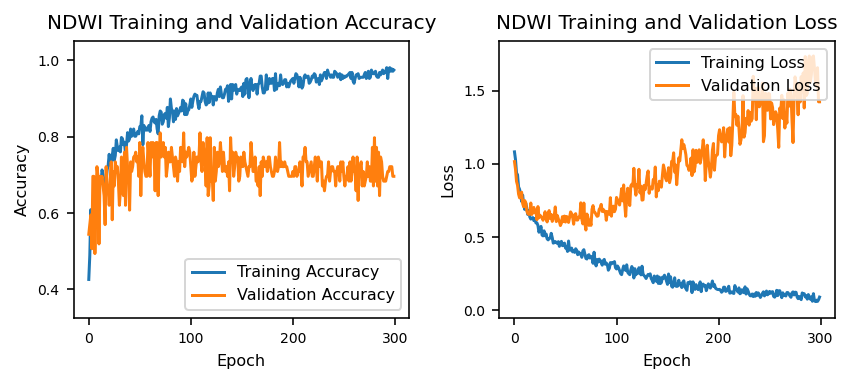 NDWI Training and Validation Accuracy
1.0
0.8
0.6
0.4
Accuracy
0
100
200
300
Epoch
Training Accuracy
Validation Accuracy
NDWI Training and Validation Loss
1.5
1.0
0.5
0.0
Loss
0
100
200
300
Epoch
Training Loss
Validation Loss